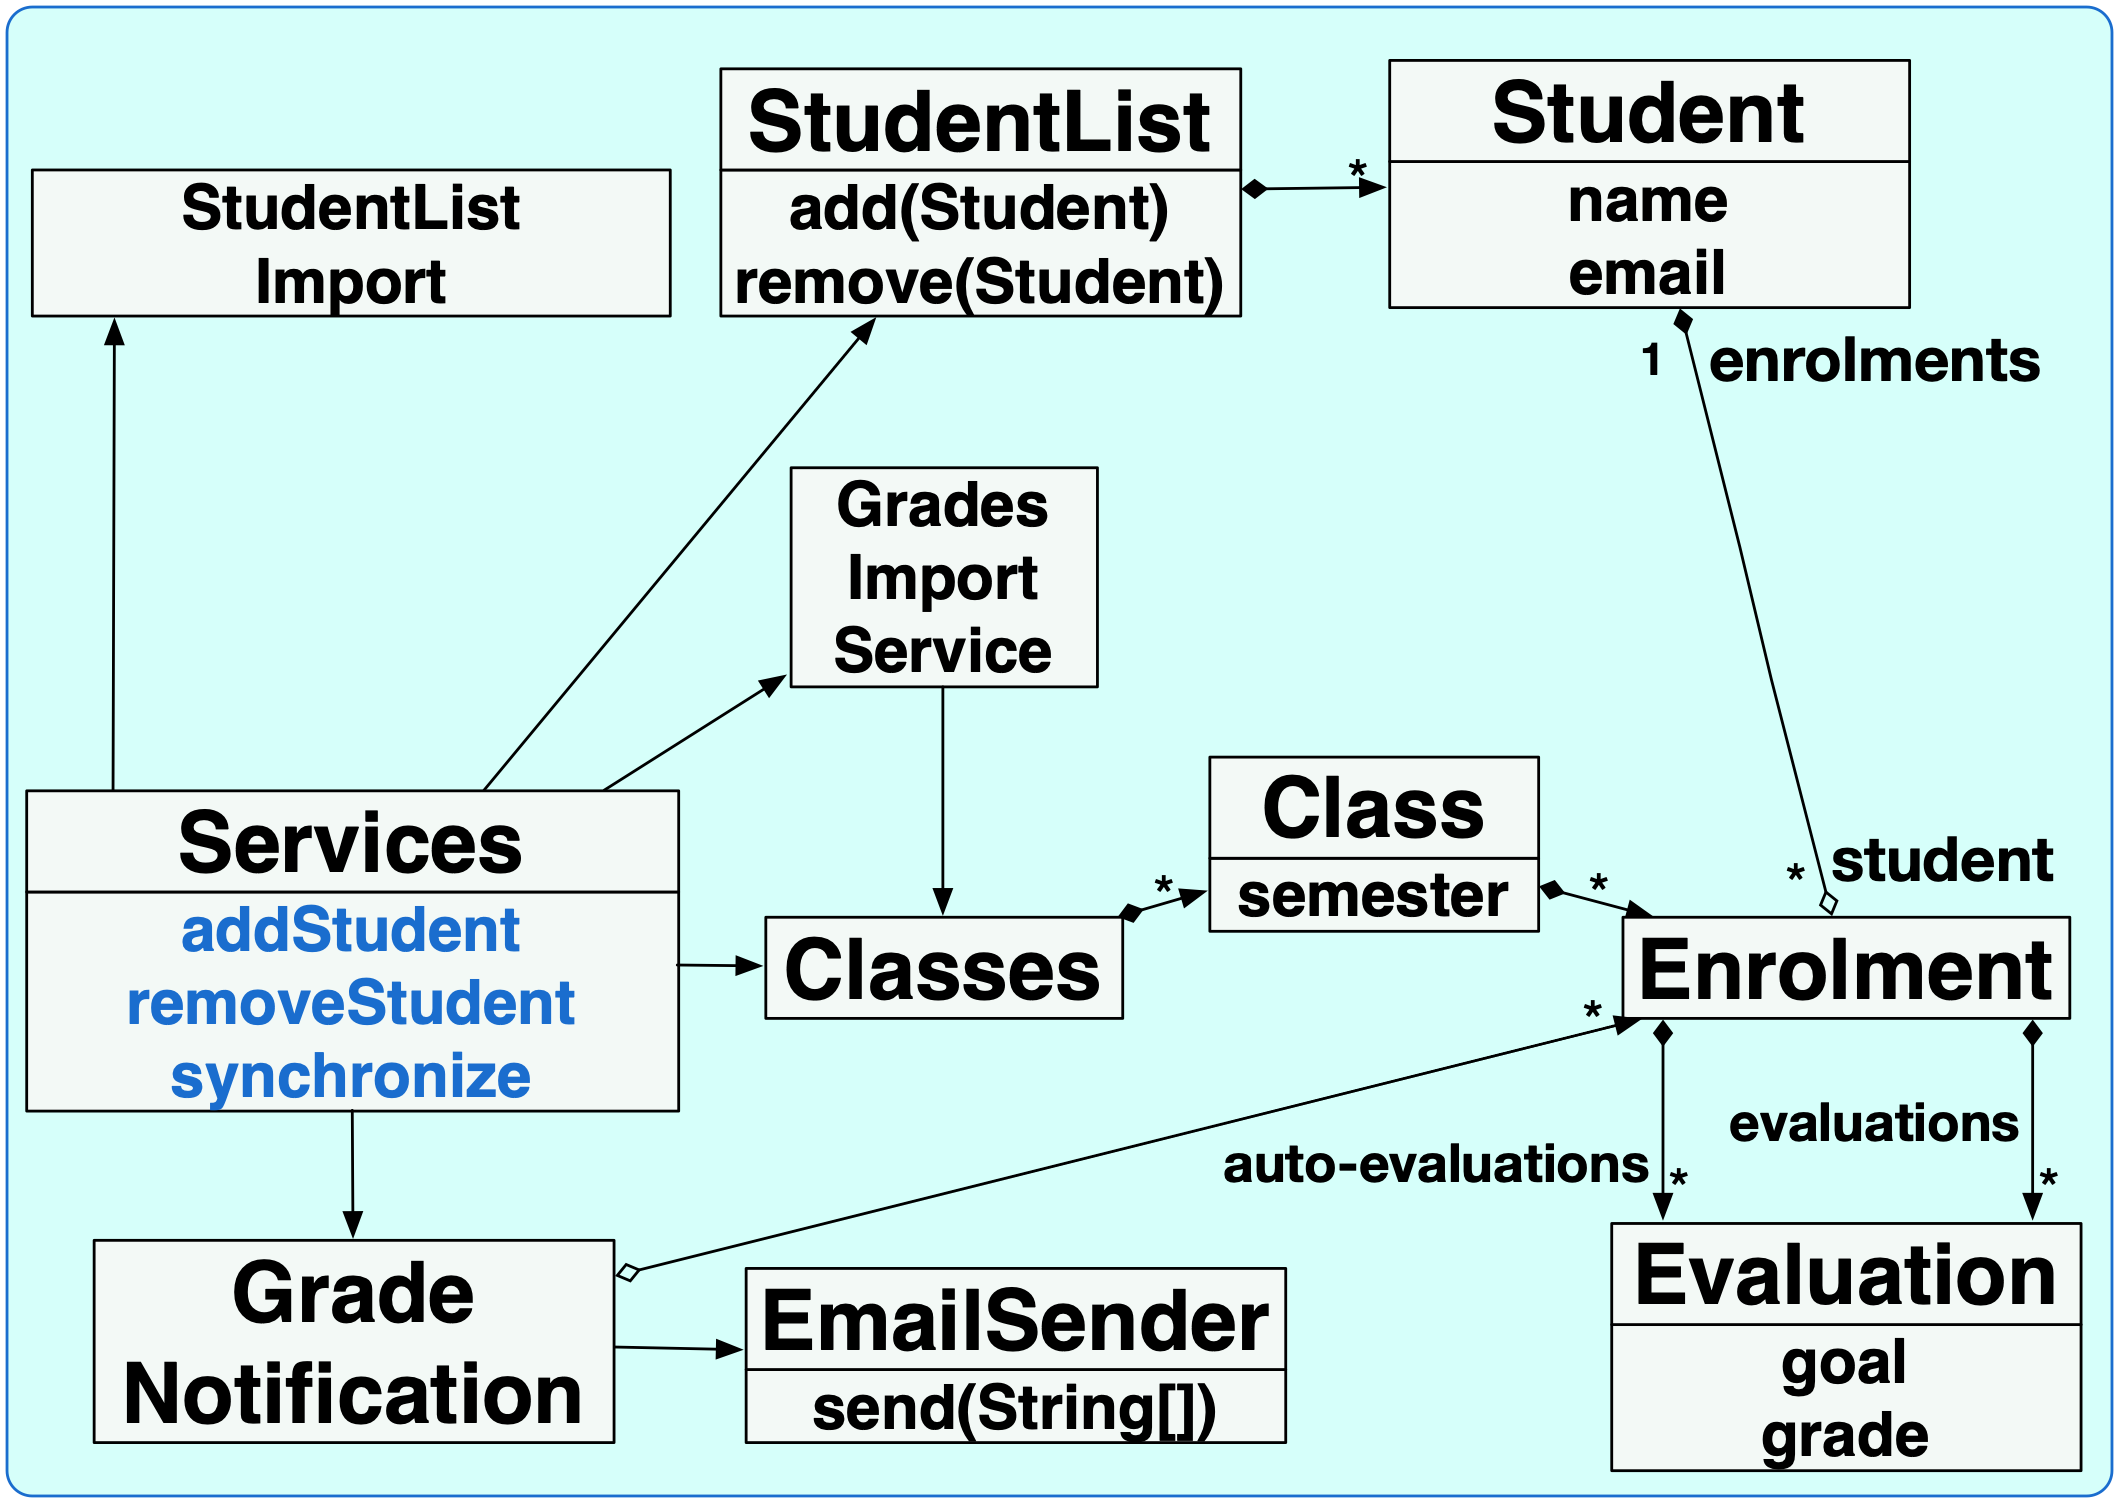 StudentList
Import
StudentList
add(Student)
remove(Student)
*
Student
name
email
1
enrolments
Grades
Import
Service
Services
addStudent
removeStudent
synchronize
Classes
*
Class
semester
*
* student
Enrolment
*
auto-evaluations
*
evaluations
*
Grade
Notification
EmailSender
send(String[])
Evaluation
goal
grade